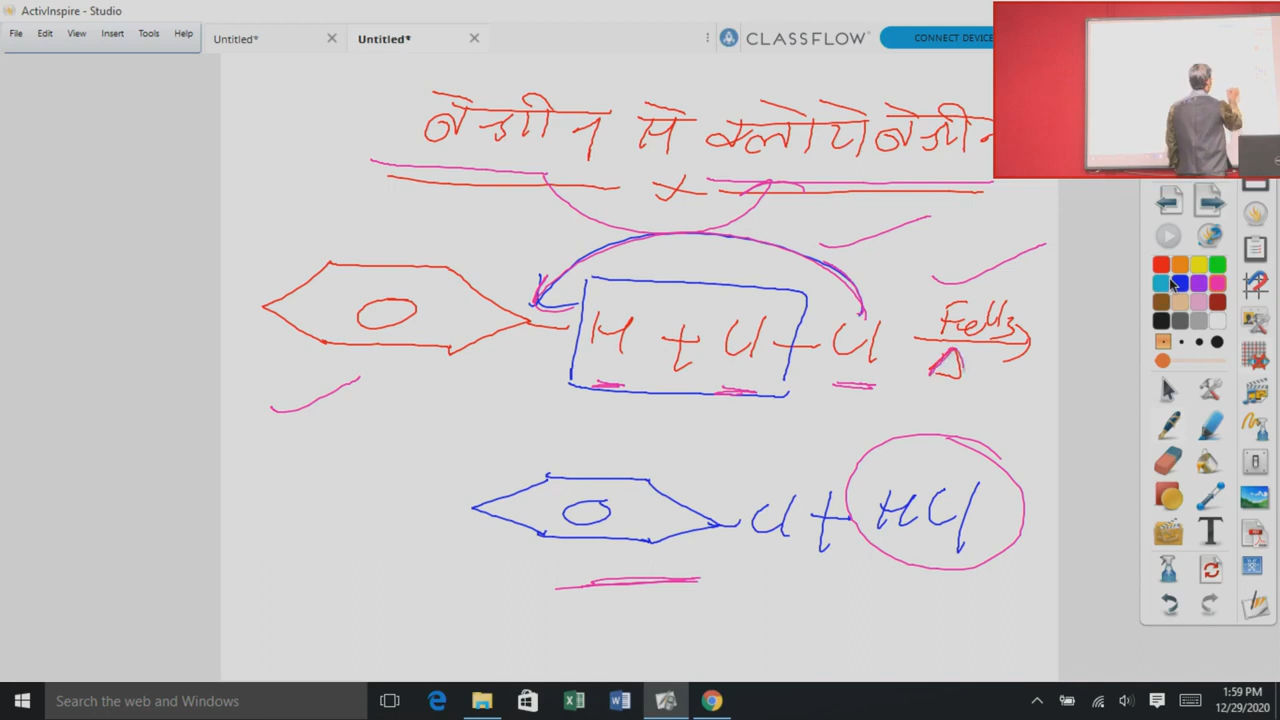 ActivInspire - Studio
File Edit View Insert Tools Help
Untitled* Untitled* CLASSFLOW CONNECT DEVICE
बेंजीन से क्लोरोबेंजीन
H + Cl - Cl FeCl3
Δ
Cl + HCl
Search the web and Windows
1:59 PM
12/29/2020